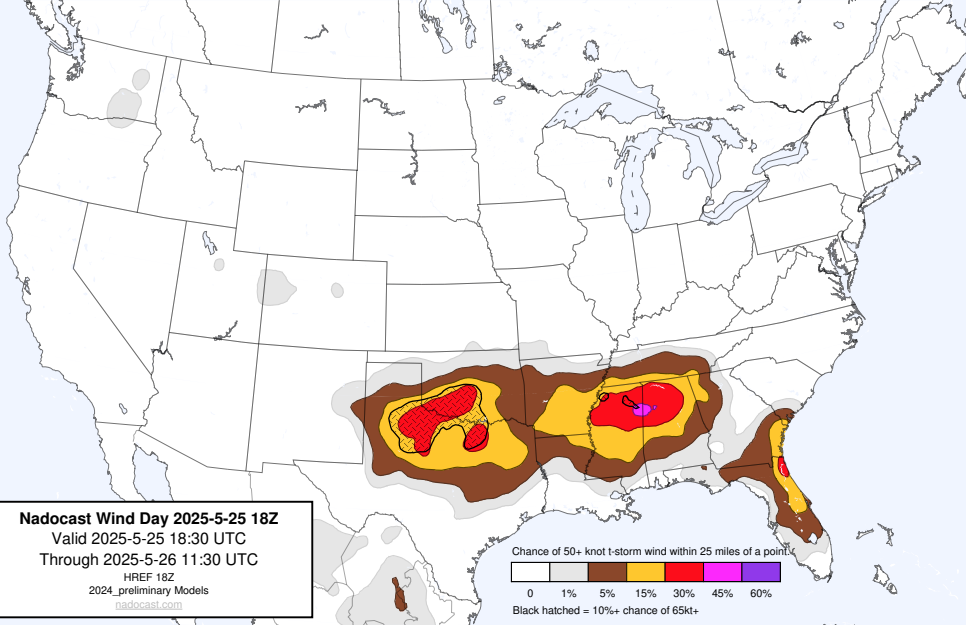 Nadocast Wind Day 2025-5-25 18Z
Valid 2025-5-25 18:30 UTC
Through 2025-5-26 11:30 UTC
HREF 18Z
2024_preliminary Models
nadocast.com
Chance of 50+ knot t-storm wind within 25 miles of a point.
0 1% 5% 15% 30% 45% 60%
Black hatched = 10%+ chance of 65kt+